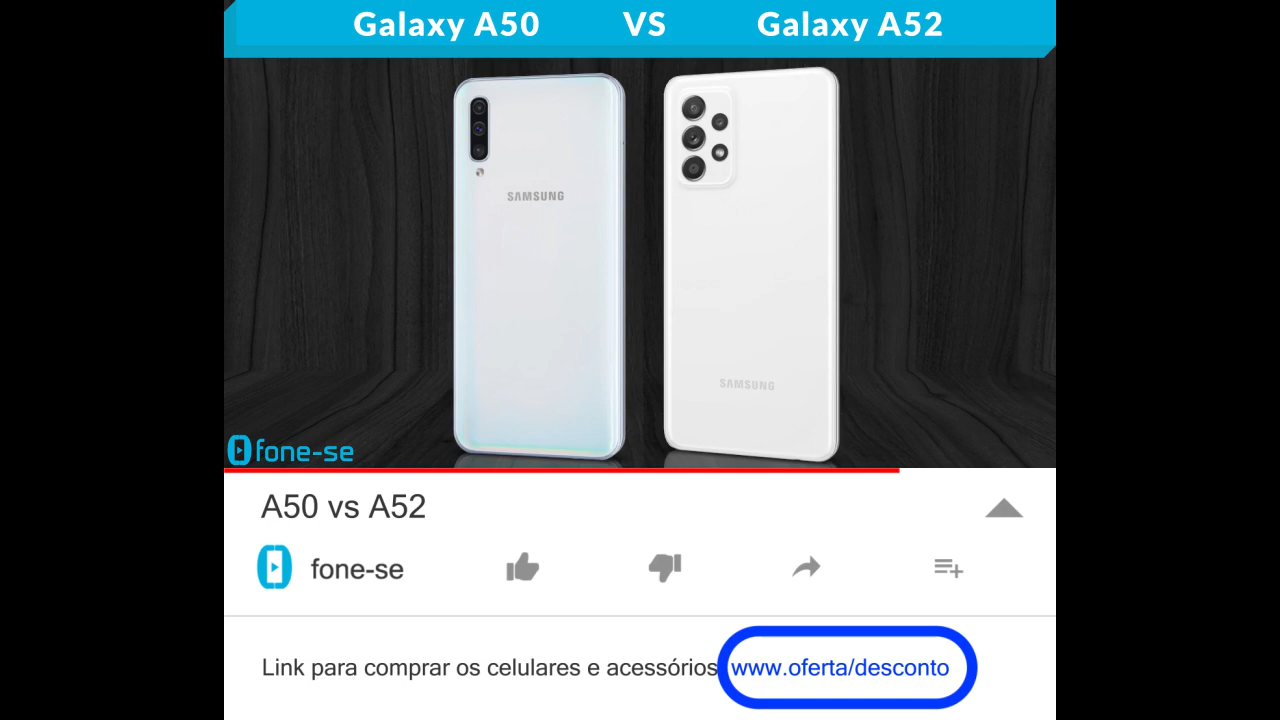 Galaxy A50 VS Galaxy A52
SAMSUNG
SAMSUNG
fone-se
A50 vs A52
fone-se
Link para comprar os celulares e acessórios www.oferta/desconto